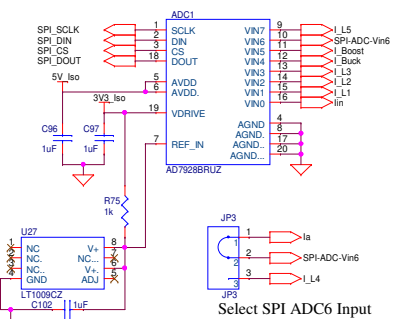 ADC1
SPI_SCLK 1 SCLK VIN7 9 I_L5
SPI_DIN 2 DIN VIN6 10 SPI-ADC-Vin6
SPI_CS 3 CS VIN5 11 I_Boost
SPI_DOUT 18 DOUT VIN4 12 I_Buck
VIN3 13 I_L3
5V_Iso 5 AVDD VIN2 14 I_L2
6 AVDD. VIN1 15 I_L1
3V3_Iso VIN0 16 Iin
19 VDRIVE
AGND 4
C96 C97 AGND. 8
1uF 1uF 7 REF_IN AGND.. 17
AGND... 20
AD7928BRUZ
R75
1k
U27 JP3
1 NC V+ 8 1 Ia
2 NC. NC... 7 2 SPI-ADC-Vin6
3 NC.. V+. 6 3 I_L4
4 GND ADJ 5
LT1009CZ JP3
C102 1uF Select SPI ADC6 Input